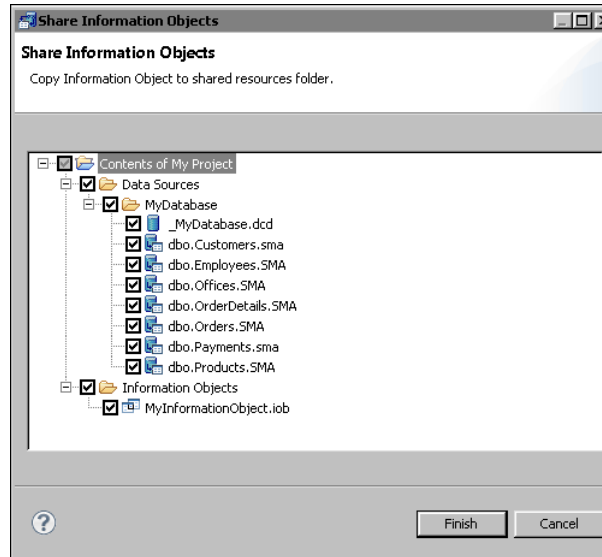 Share Information Objects
Share Information Objects
Copy Information Object to shared resources folder.
Contents of My Project
Data Sources
MyDatabase
_MyDatabase.dcd
dbo.Customers.sma
dbo.Employees.SMA
dbo.Offices.SMA
dbo.OrderDetails.SMA
dbo.Orders.SMA
dbo.Payments.sma
dbo.Products.SMA
Information Objects
MyInformationObject.iob
?
Finish
Cancel